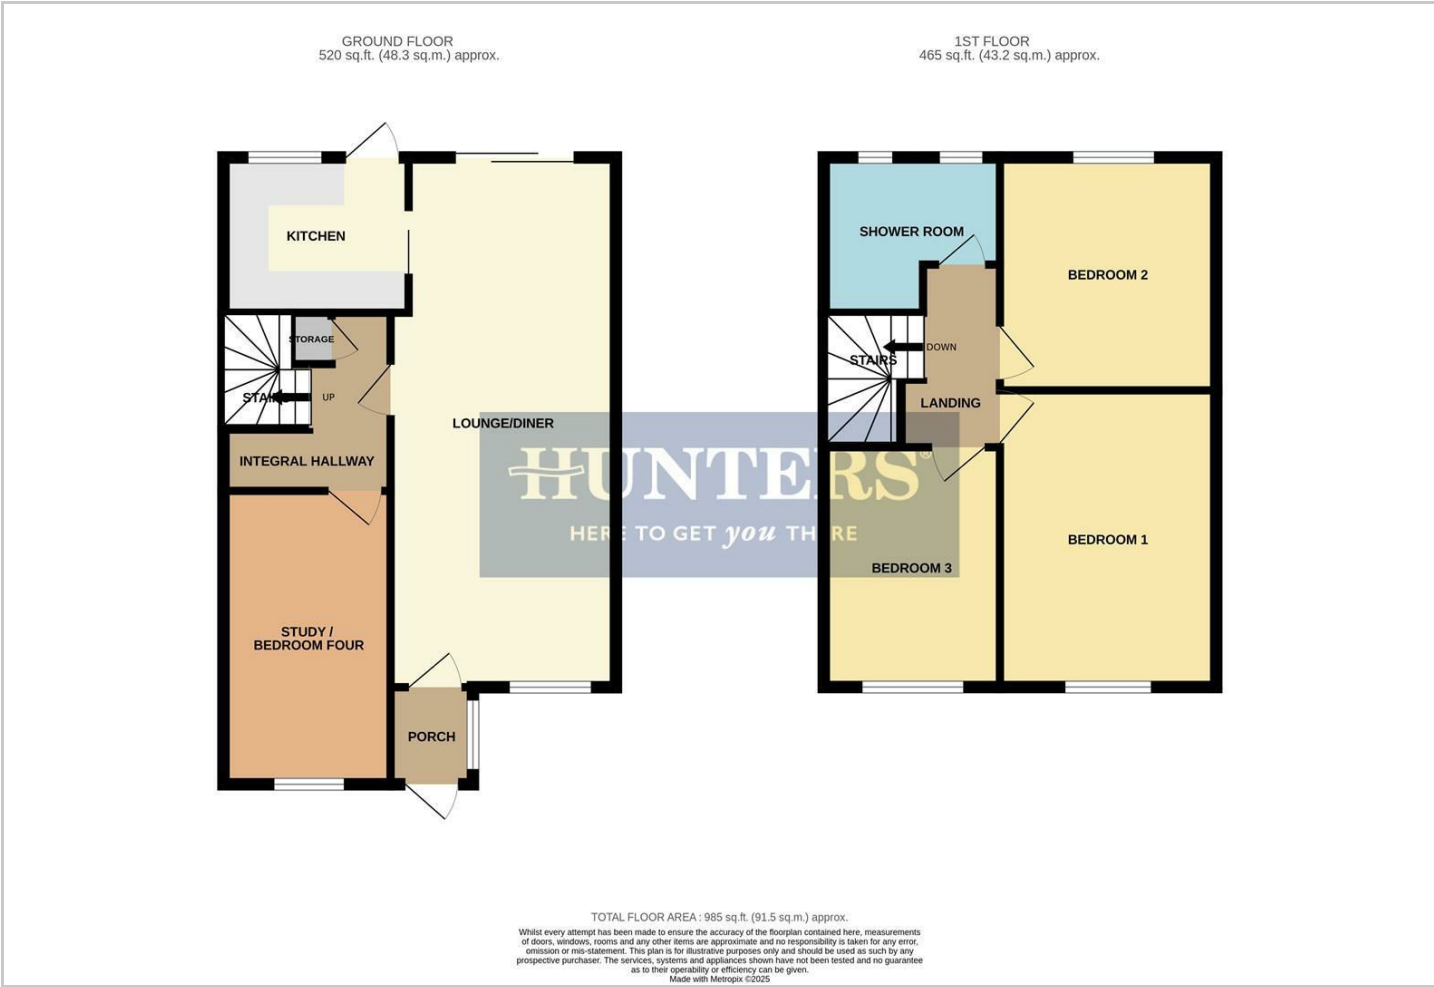 GROUND FLOOR
520 sq.ft. (48.3 sq.m.) approx.
1ST FLOOR
465 sq.ft. (43.2 sq.m.) approx.
KITCHEN
STORAGE
STAIRS
UP
LOUNGE/DINER
INTEGRAL HALLWAY
STUDY /
BEDROOM FOUR
PORCH
SHOWER ROOM
BEDROOM 2
DOWN
STAIRS
LANDING
BEDROOM 1
BEDROOM 3
HUNTERS®
HERE TO GET you THERE
TOTAL FLOOR AREA : 985 sq.ft. (91.5 sq.m.) approx.
Whilst every attempt has been made to ensure the accuracy of the floorplan contained here, measurements
of doors, windows, rooms and any other items are approximate and no responsibility is taken for any error,
omission or mis-statement. This plan is for illustrative purposes only and should be used as such by any
prospective purchaser. The services, systems and appliances shown have not been tested and no guarantee
as to their operability or efficiency can be given.
Made with Metropix ©2025